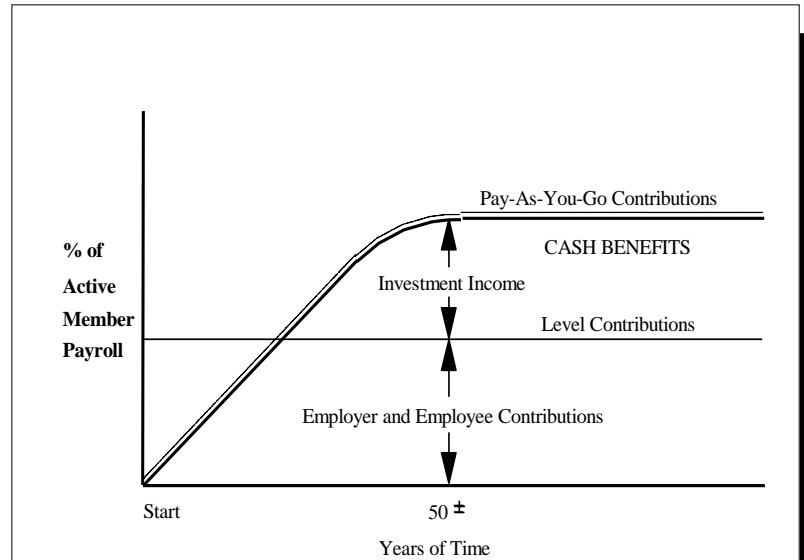 Pay-As-You-Go Contributions
% of
Active
Member
Payroll
CASH BENEFITS
Investment Income
Level Contributions
Employer and Employee Contributions
Start
50 ±
Years of Time